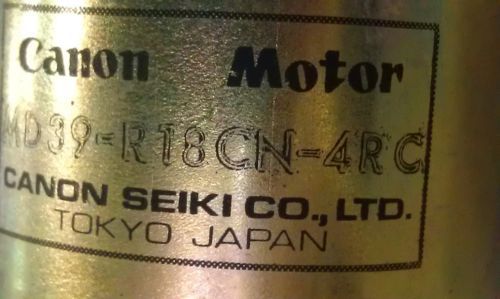 Canon Motor
MD39-R18CN-4RC
CANON SEIKI CO., LTD.
TOKYO JAPAN